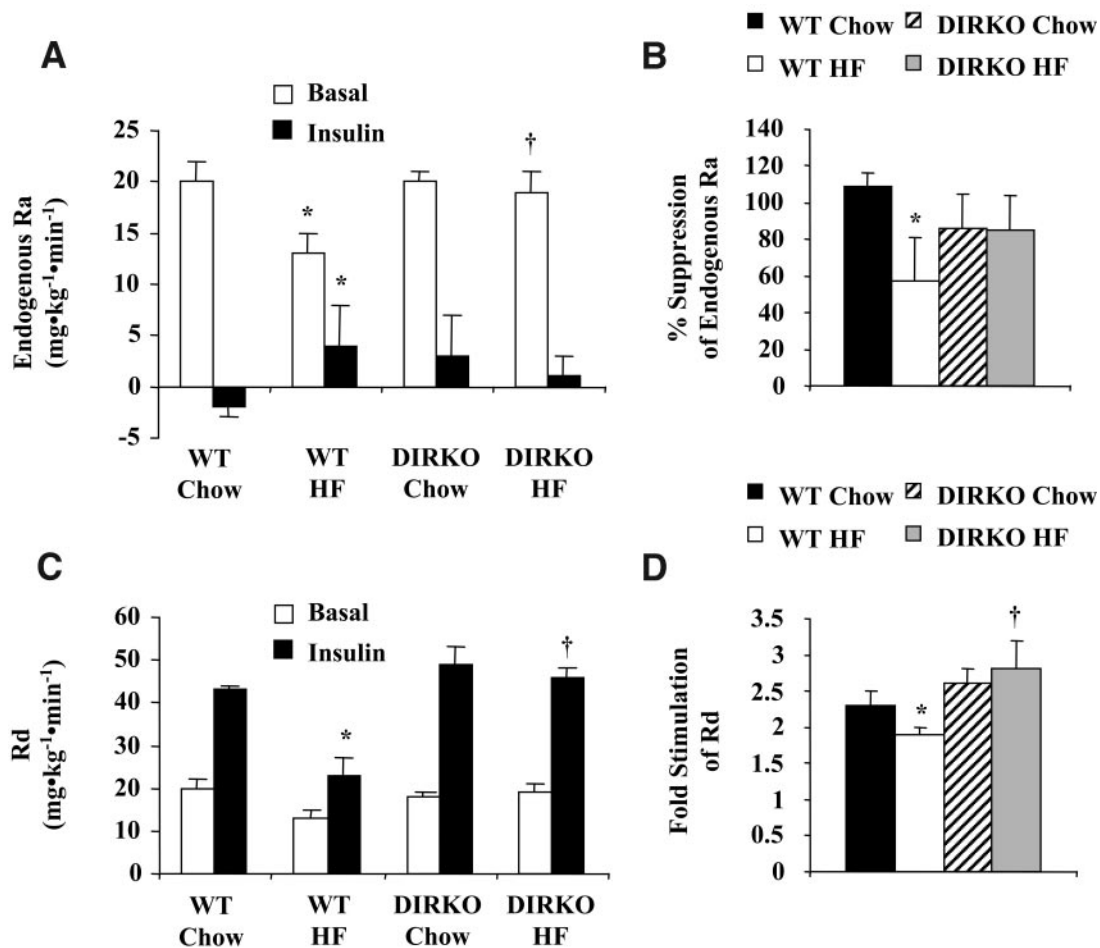 A
Basal
Insulin
Endogenous Ra
(mg•kg⁻¹•min⁻¹)
25
20
15
10
5
0
-5
*
*
†
WT
Chow
WT
HF
DIRKO
Chow
DIRKO
HF
B
WT Chow
DIRKO Chow
WT HF
DIRKO HF
% Suppression
of Endogenous Ra
140
120
100
80
60
40
20
0
*
C
Basal
Insulin
Rd
(mg•kg⁻¹•min⁻¹)
60
50
40
30
20
10
0
*
†
WT
Chow
WT
HF
DIRKO
Chow
DIRKO
HF
WT Chow
DIRKO Chow
WT HF
DIRKO HF
D
Fold Stimulation
of Rd
3.5
3
2.5
2
1.5
1
0.5
0
*
†